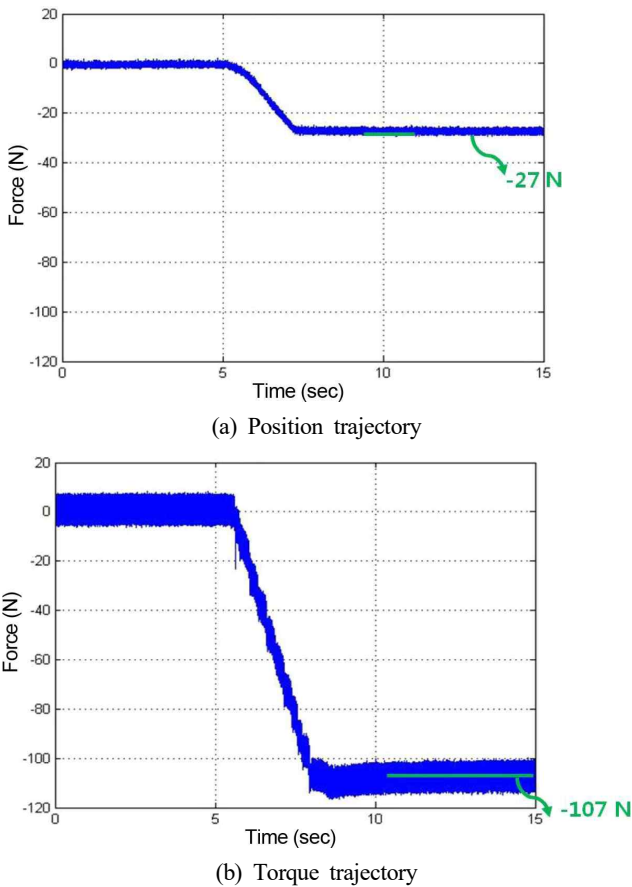 20
0
-20
-40
-60
-80
-100
-120
Force (N)
-27 N
0 5 10 15
Time (sec)
(a) Position trajectory
20
0
-20
-40
-60
-80
-100
-120
Force (N)
-107 N
0 5 10 15
Time (sec)
(b) Torque trajectory